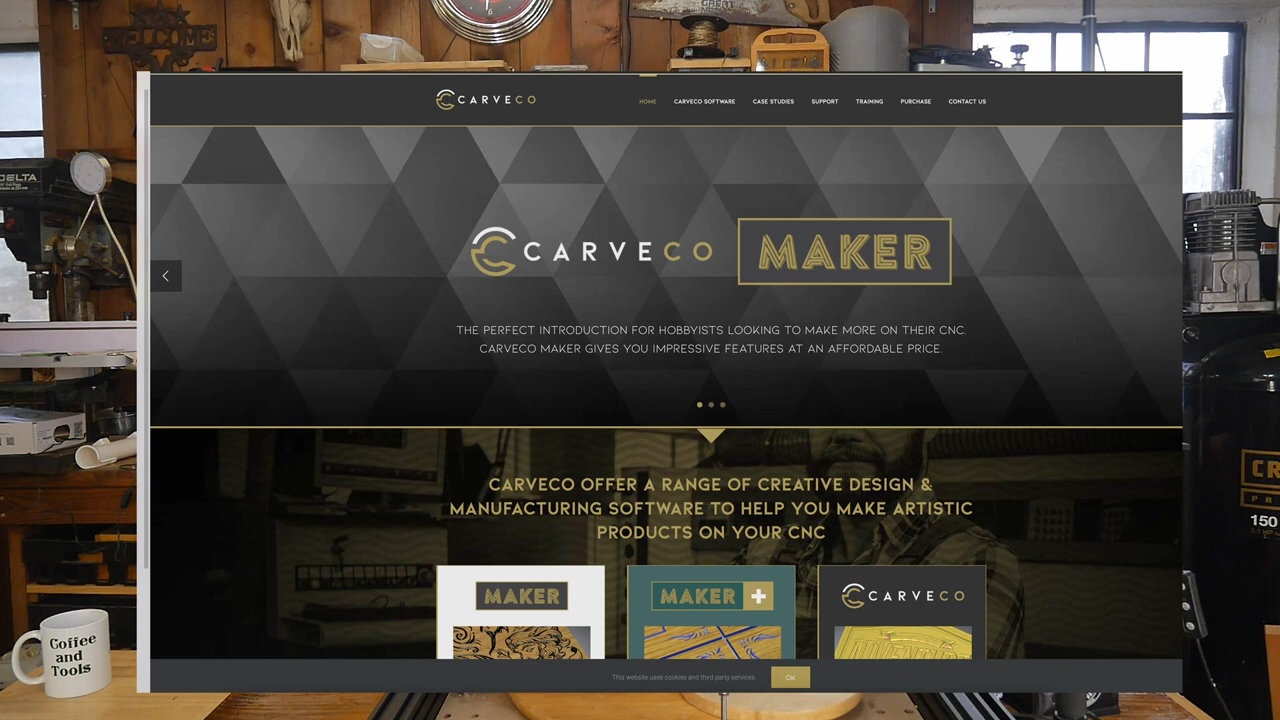 WELCOME
GREAT
6
CARVECO
HOME
CARVECO SOFTWARE
CASE STUDIES
SUPPORT
TRAINING
PURCHASE
CONTACT US
DELTA
CARVECO
MAKER
THE PERFECT INTRODUCTION FOR HOBBYISTS LOOKING TO MAKE MORE ON THEIR CNC.
CARVECO MAKER GIVES YOU IMPRESSIVE FEATURES AT AN AFFORDABLE PRICE.
CARVECO OFFER A RANGE OF CREATIVE DESIGN &
MANUFACTURING SOFTWARE TO HELP YOU MAKE ARTISTIC
PRODUCTS ON YOUR CNC
CR
150
MAKER
MAKER +
CARVECO
Coffee
and
Tools
This website uses cookies and third party services.
OK